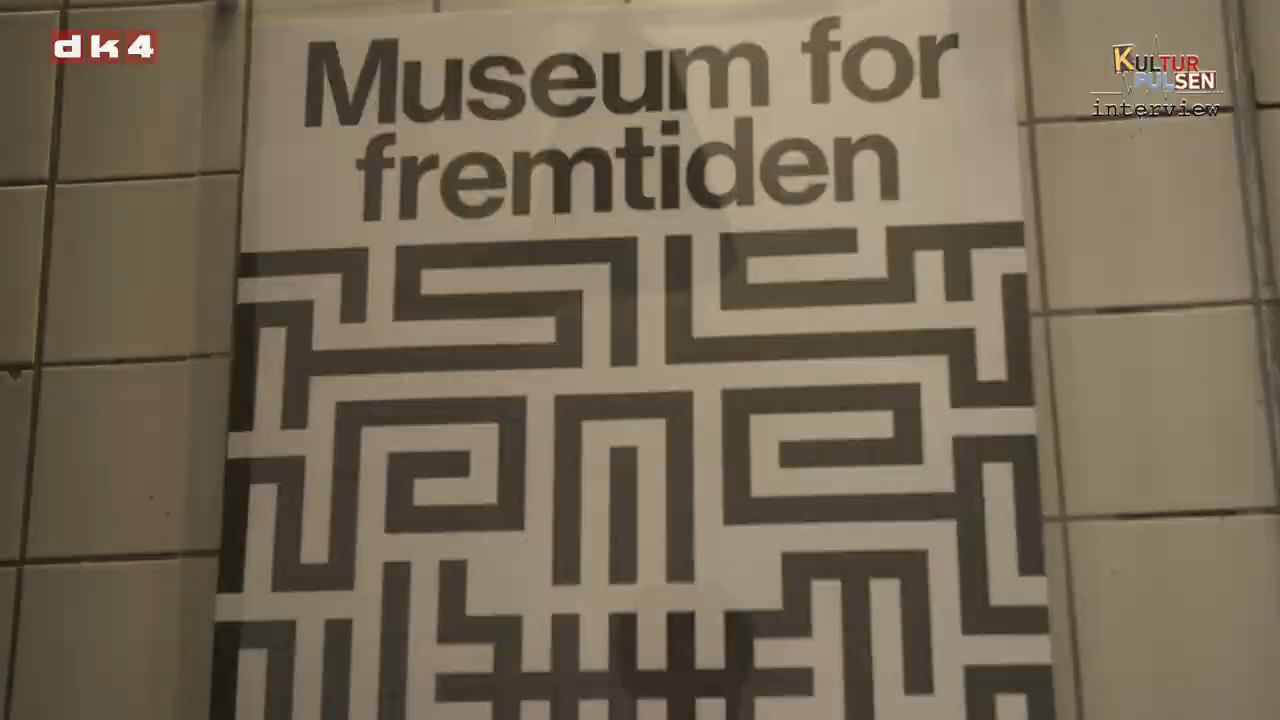 dk4
Museum for
fremtiden
KULTUR
PULSEN
interview